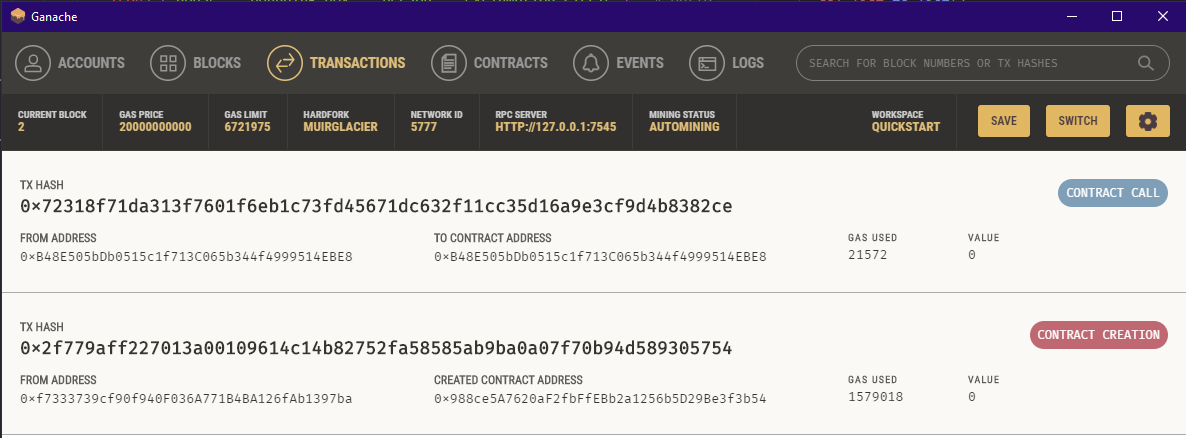 Ganache
ACCOUNTS BLOCKS TRANSACTIONS CONTRACTS EVENTS LOGS SEARCH FOR BLOCK NUMBERS OR TX HASHES
CURRENT BLOCK GAS PRICE GAS LIMIT HARDFORK NETWORK ID RPC SERVER MINING STATUS WORKSPACE
2 20000000000 6721975 MUIRGLACIER 5777 HTTP://127.0.0.1:7545 AUTOMINING QUICKSTART SAVE SWITCH
TX HASH
0×72318f71da313f7601f6eb1c73fd45671dc632f11cc35d16a9e3cf9d4b8382ce CONTRACT CALL
FROM ADDRESS TO CONTRACT ADDRESS GAS USED VALUE
0×B48E505bDb0515c1f713C065b344f4999514EBE8 0×B48E505bDb0515c1f713C065b344f4999514EBE8 21572 0
TX HASH
0×2f779aff227013a00109614c14b82752fa58585ab9ba0a07f70b94d589305754 CONTRACT CREATION
FROM ADDRESS CREATED CONTRACT ADDRESS GAS USED VALUE
0×f7333739cf90f940F036A771B4BA126fAb1397ba 0×988ce5A7620aF2fbFfEBb2a1256b5D29Be3f3b54 1579018 0